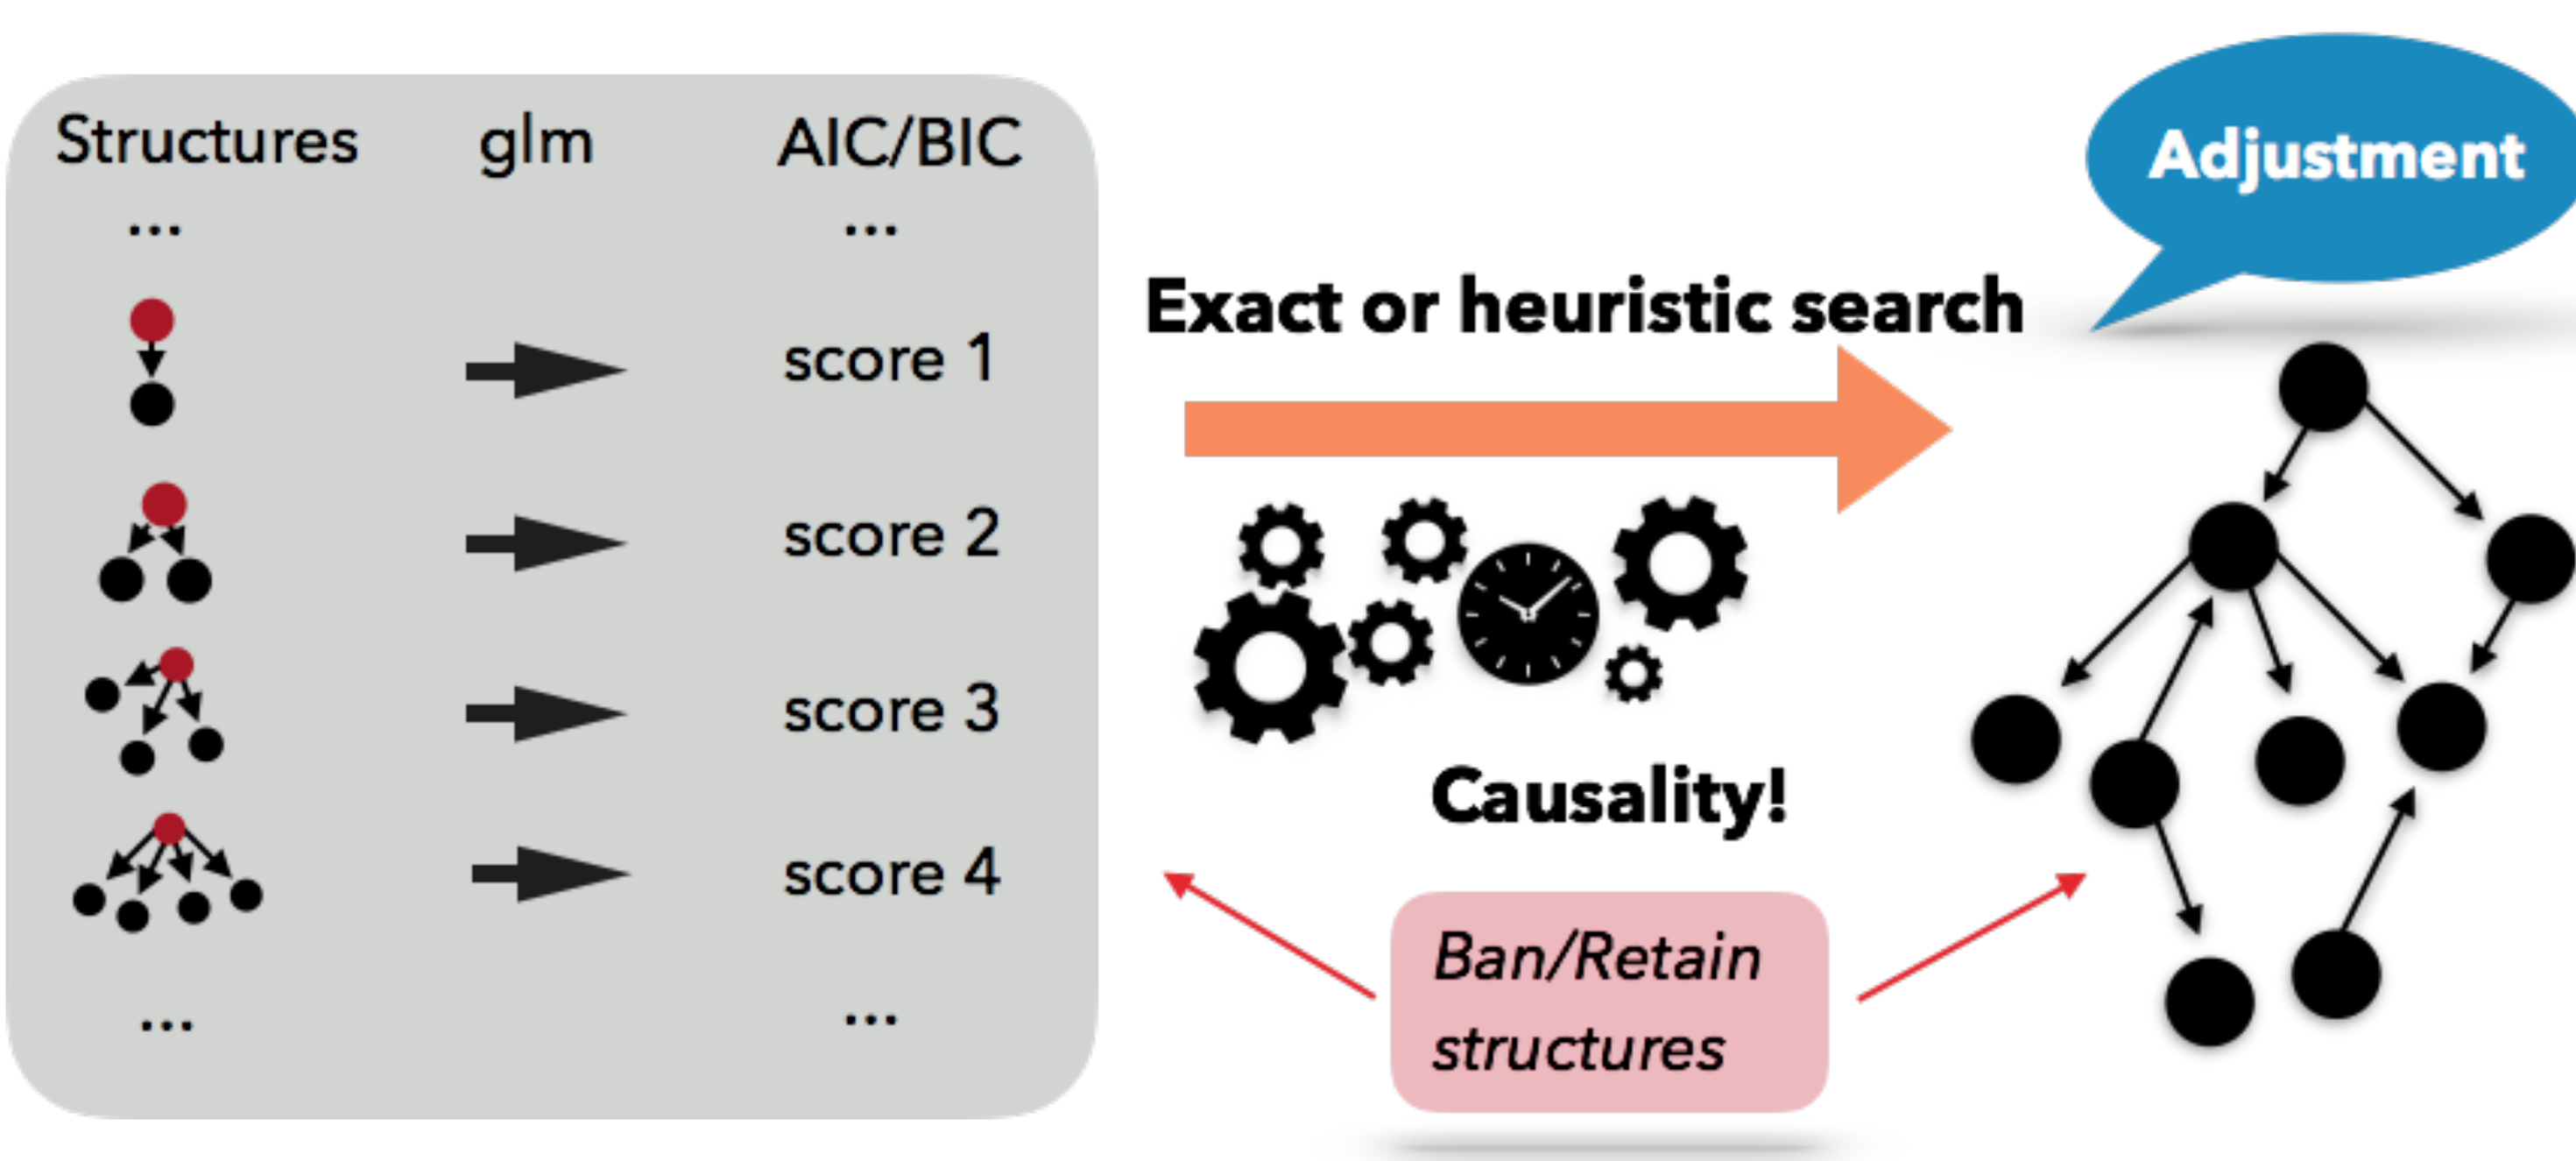 Structures glm AIC/BIC
... ...
score 1
score 2
score 3
score 4
... ...
Exact or heuristic search
Causality!
Ban/Retain
structures
Adjustment